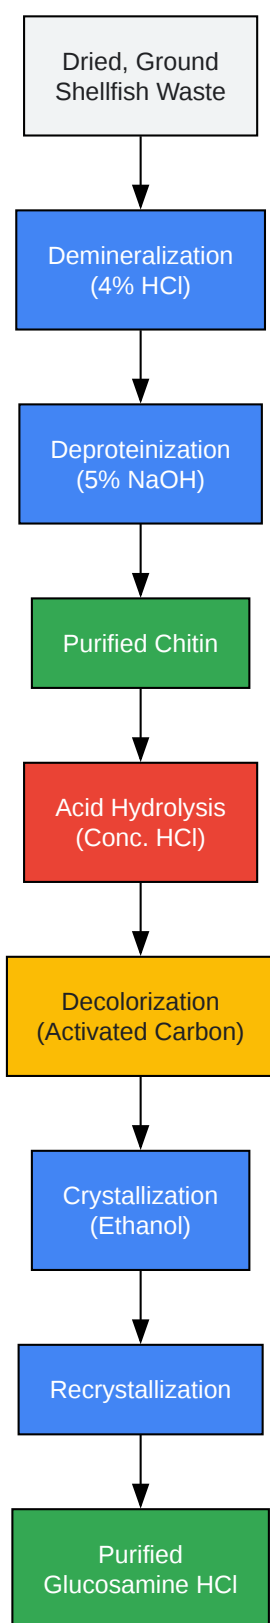 Dried, Ground
Shellfish Waste
Demineralization
(4% HCl)
Deproteinization
(5% NaOH)
Purified Chitin
Acid Hydrolysis
(Conc. HCl)
Decolorization
(Activated Carbon)
Crystallization
(Ethanol)
Recrystallization
Purified
Glucosamine HCl